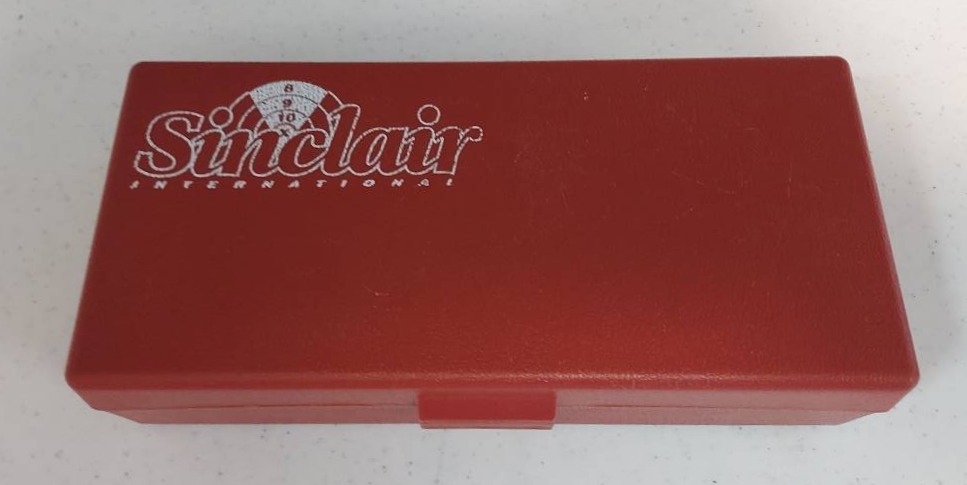 8
9
10
X
Sinclair
INTERNATIONAL